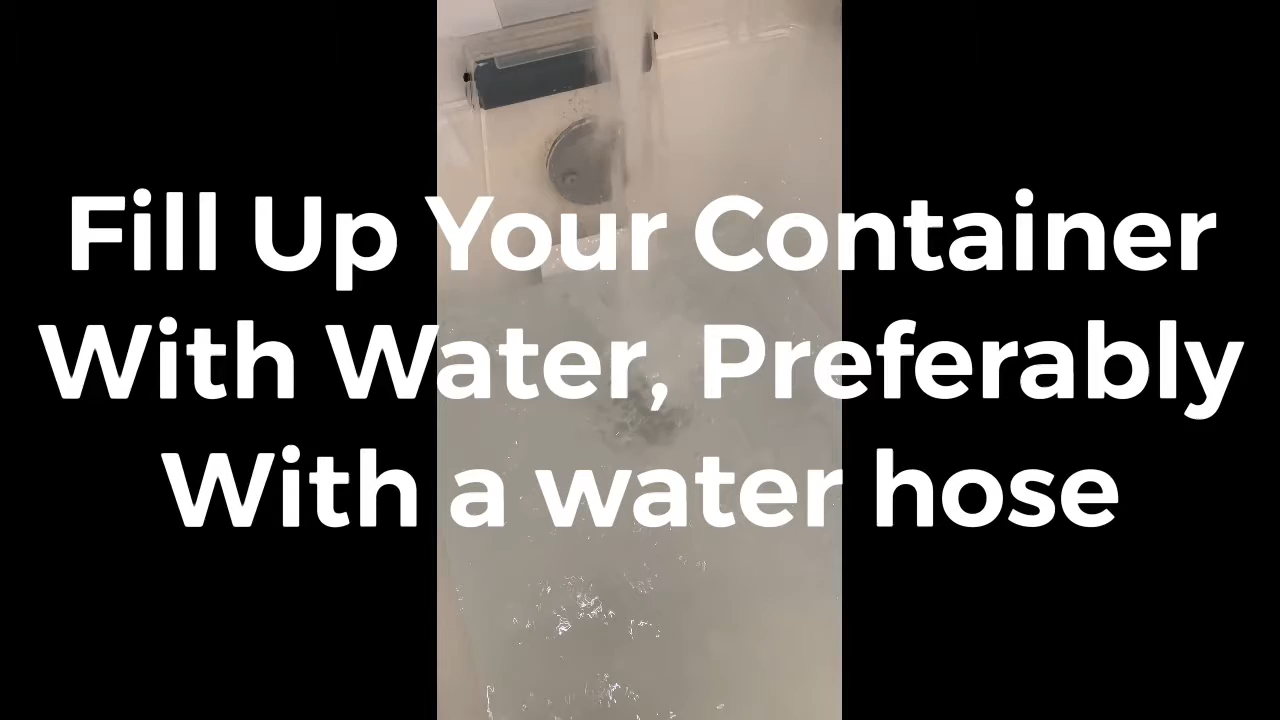 Fill Up Your Container
With Water, Preferably
With a water hose